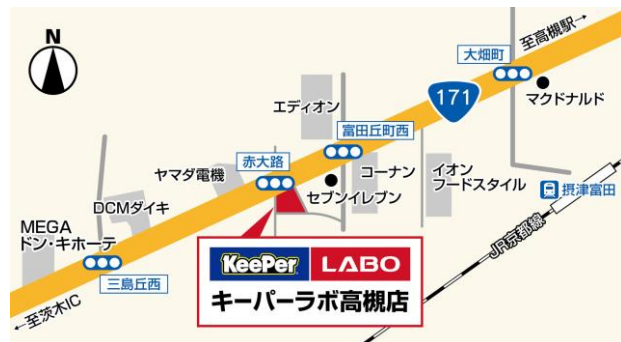 N
至高槻駅→
大畑町
171
マクドナルド
エディオン
富田丘町西
赤大路
ヤマダ電機
コーナン
イオン
フードスタイル
摂津富田
セブンイレブン
DCMダイキ
MEGA
ドン・キホーテ
三島丘西
JR京都線
KeePer LABO
キーパーラボ高槻店
←至茨木IC